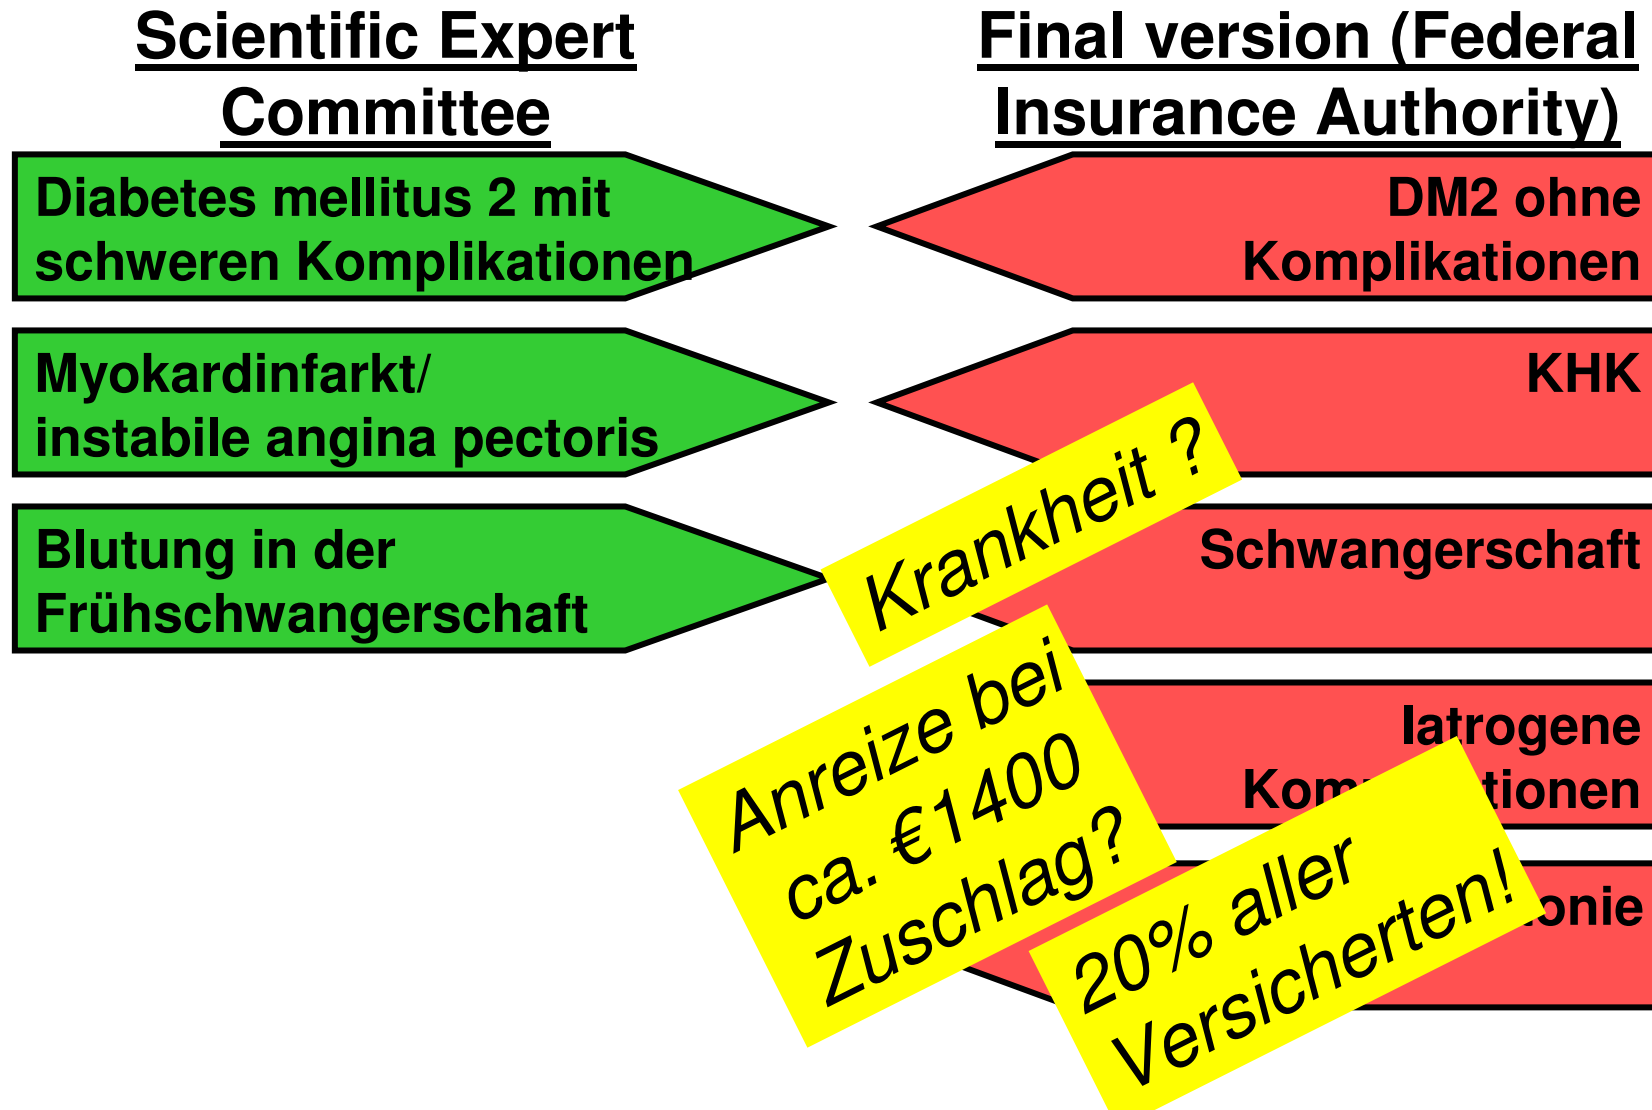 Scientific Expert
Committee
Diabetes mellitus 2 mit
schweren Komplikationen
Myokardinfarkt/
instabile angina pectoris
Blutung in der
Frühschwangerschaft
Final version (Federal
Insurance Authority)
DM2 ohne
Komplikationen
KHK
Krankheit ?
Schwangerschaft
Anreize bei
ca. €1400
Zuschlag?
Iatrogene
20% aller
Versicherten!